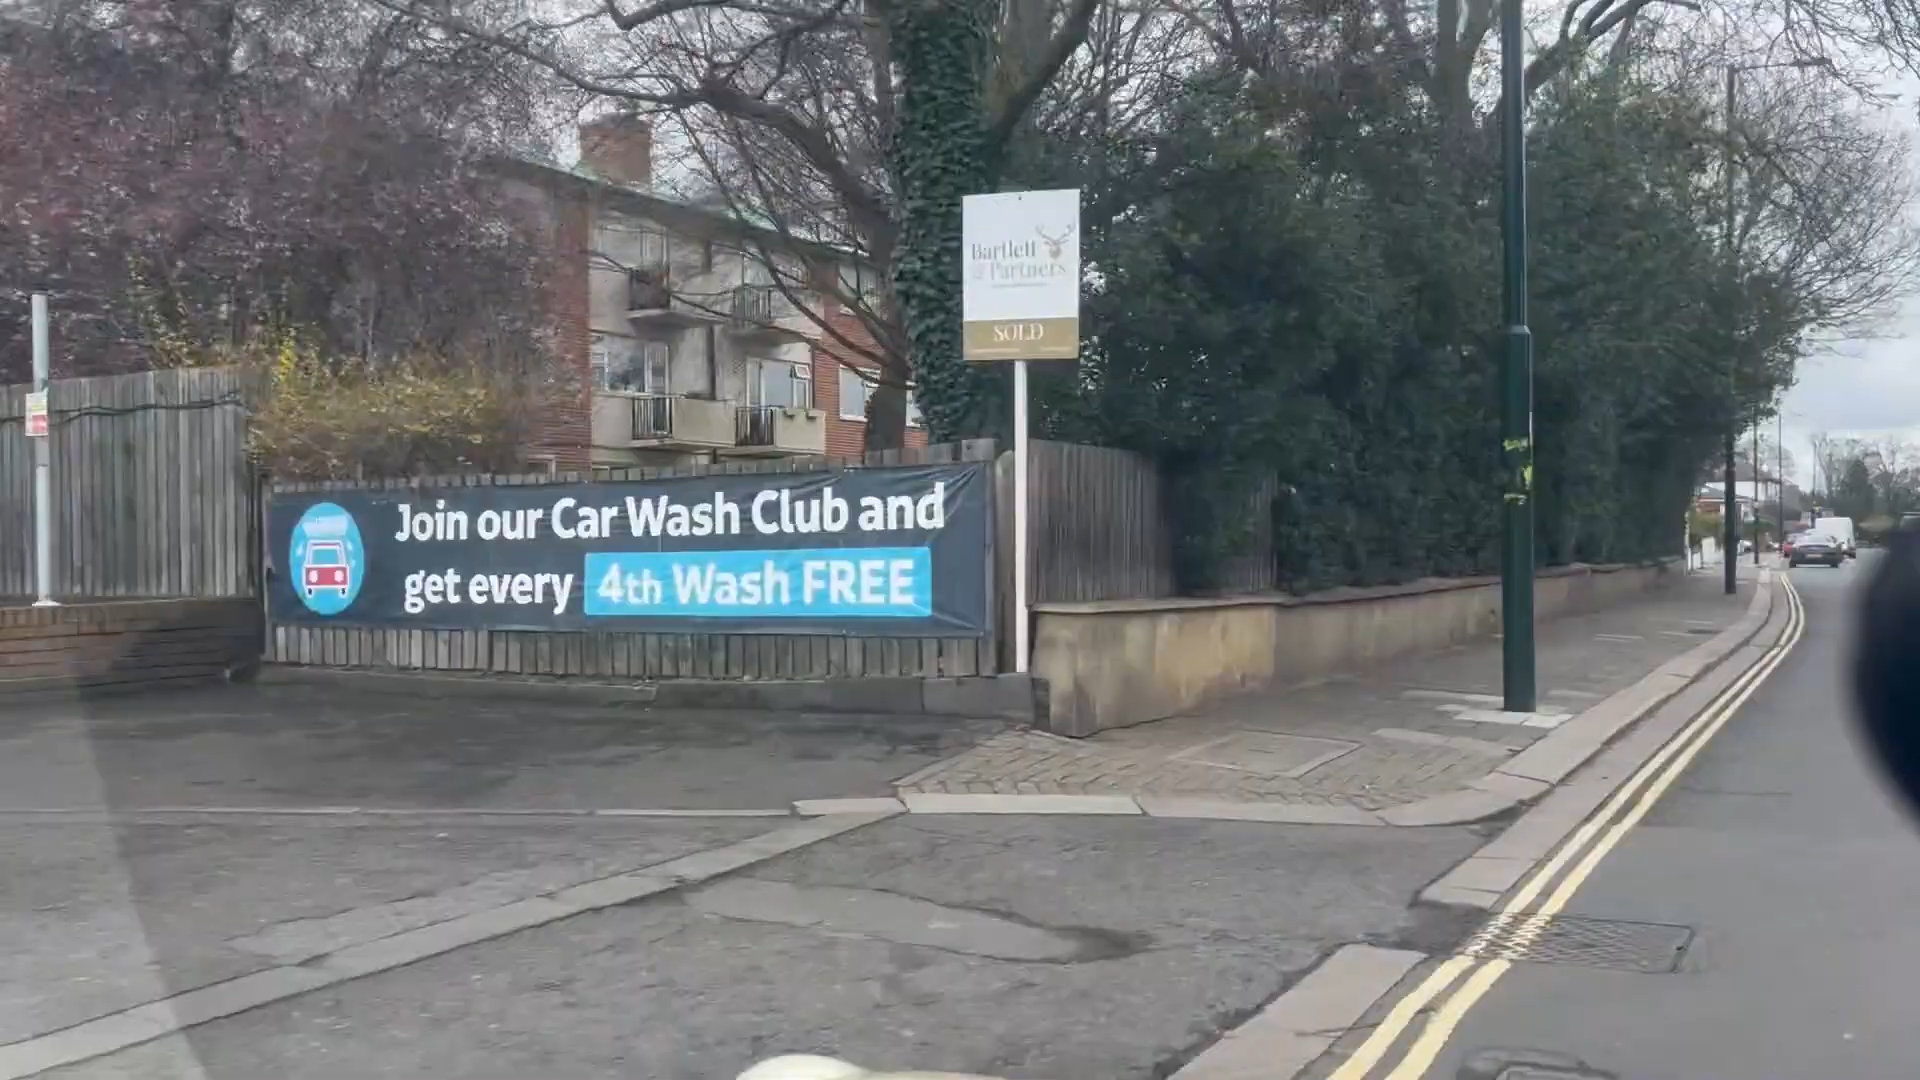 Join our Car Wash Club and
get every 4th Wash FREE
Bartlett
& Partners
SOLD